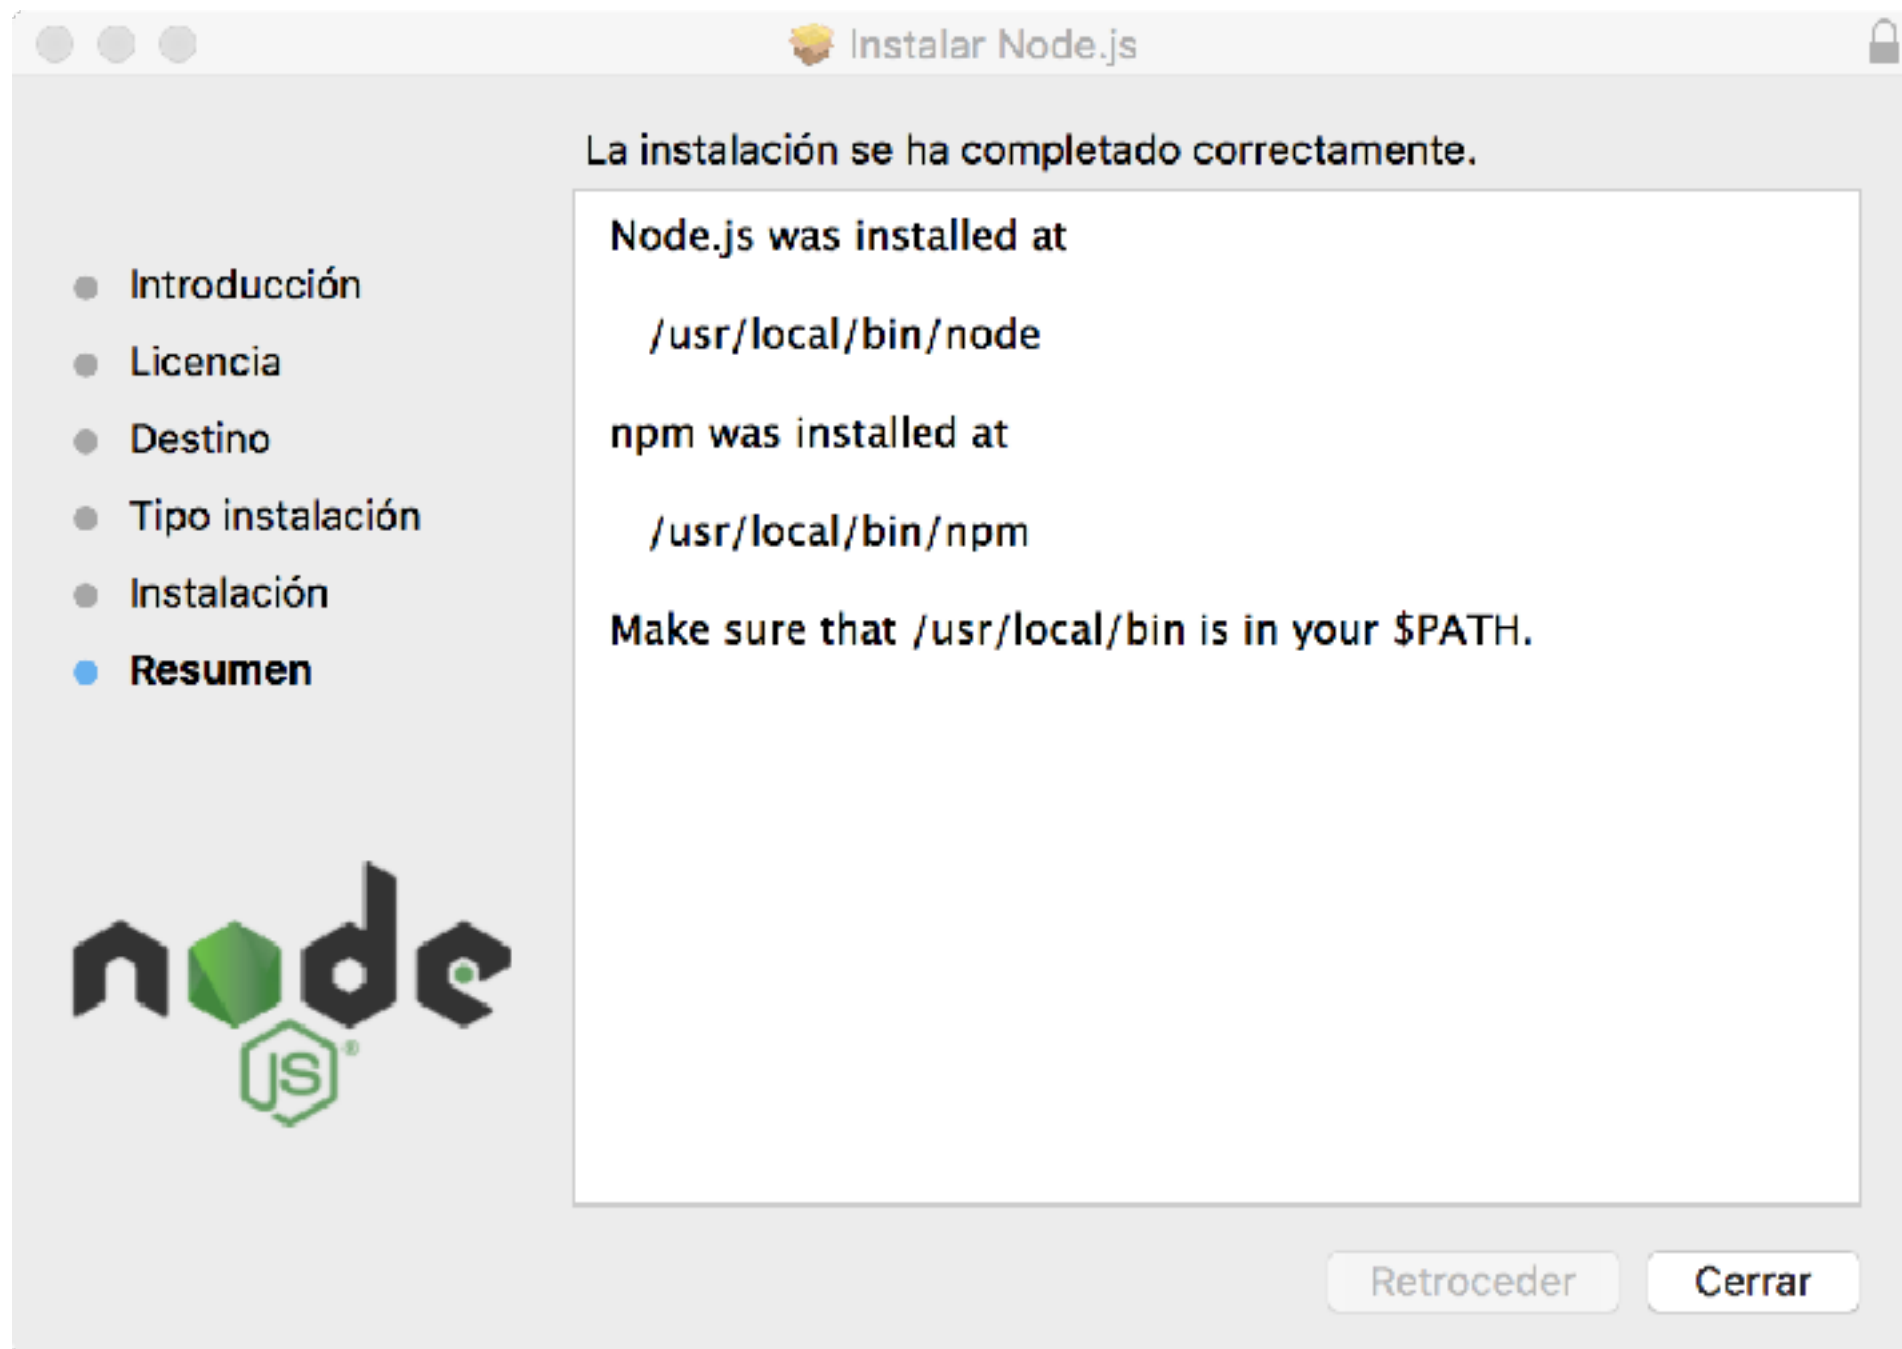 Instalar Node.js
La instalación se ha completado correctamente.
Introducción
Licencia
Destino
Tipo instalación
Instalación
Resumen
Node.js was installed at
/usr/local/bin/node
npm was installed at
/usr/local/bin/npm
Make sure that /usr/local/bin is in your $PATH.
node
JS®
Retroceder
Cerrar